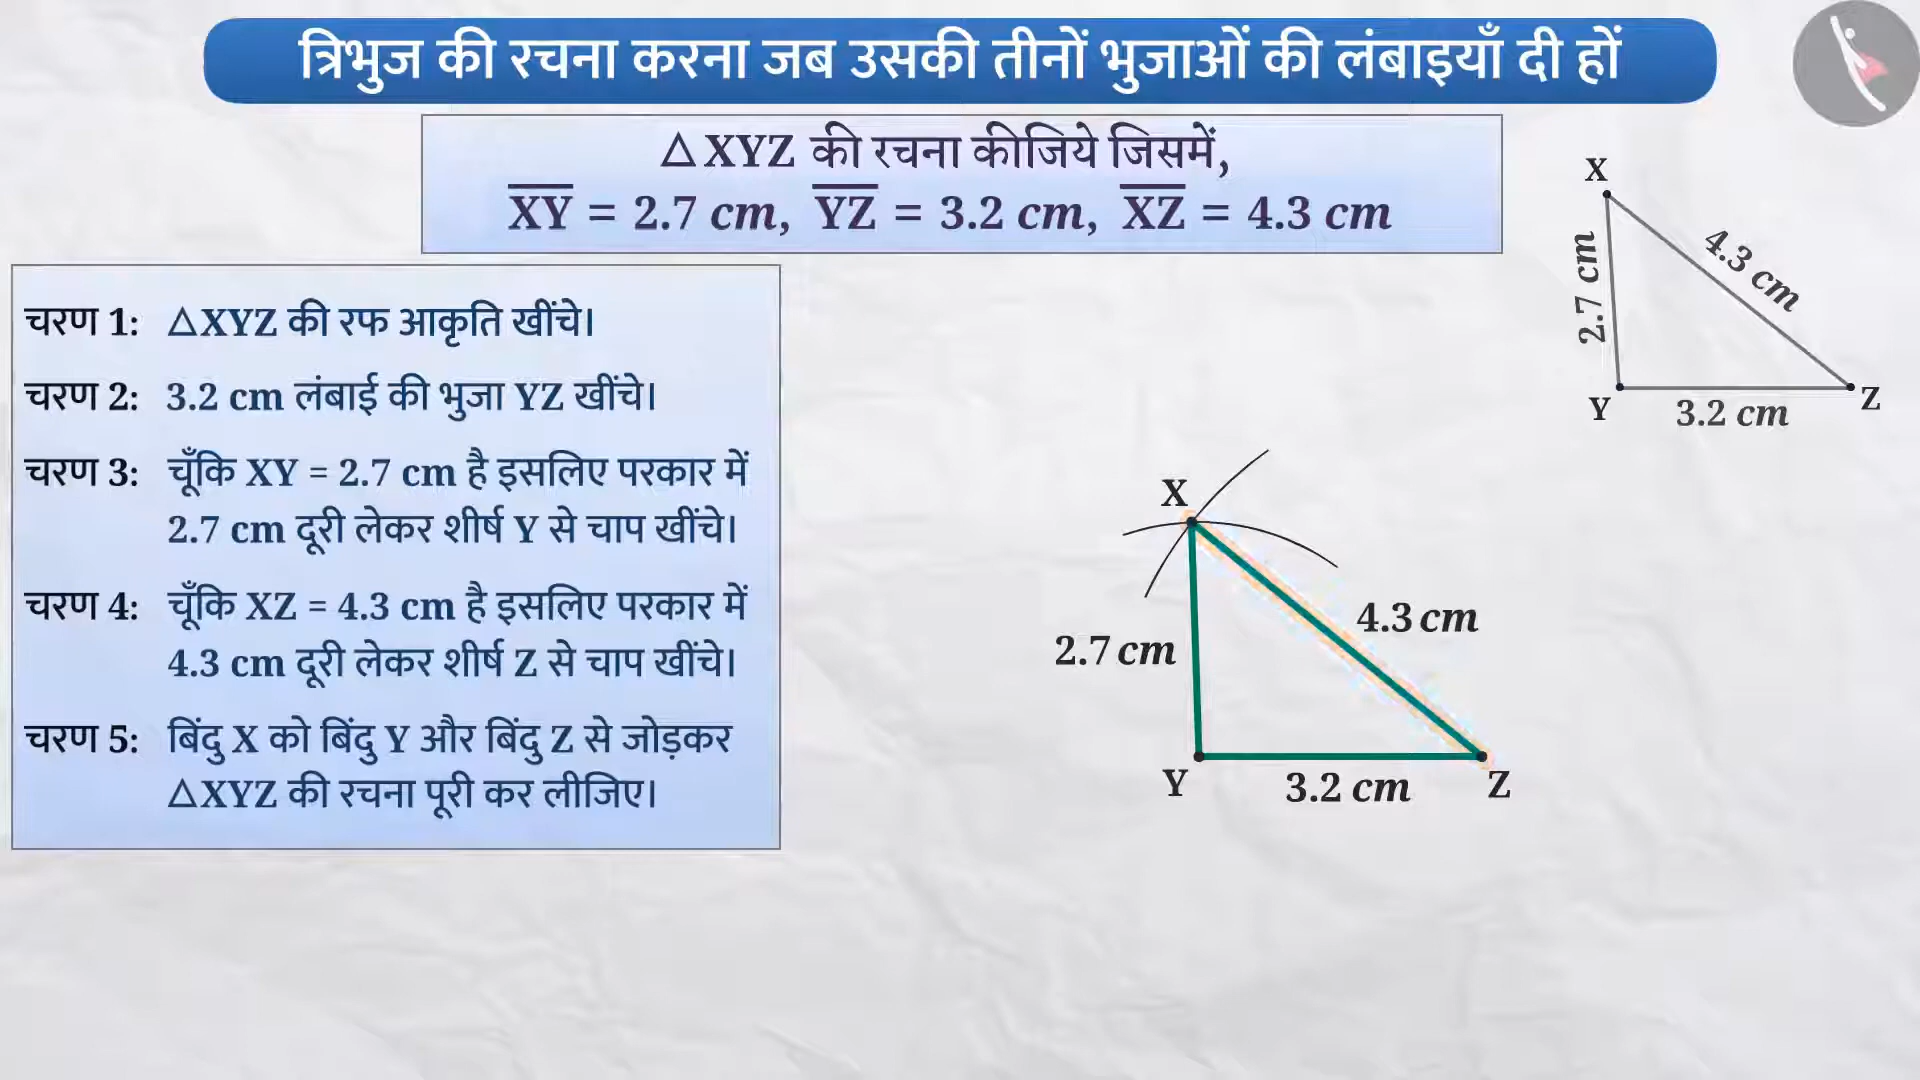 त्रिभुज की रचना करना जब उसकी तीनों भुजाओं की लंबाइयाँ दी हों
△XYZ की रचना कीजिये जिसमें,
X̅Y̅ = 2.7 cm, Y̅Z̅ = 3.2 cm, X̅Z̅ = 4.3 cm
चरण 1: △XYZ की रफ आकृति खींचे।
चरण 2: 3.2 cm लंबाई की भुजा YZ खींचे।
चरण 3: चूँकि XY = 2.7 cm है इसलिए परकार में
2.7 cm दूरी लेकर शीर्ष Y से चाप खींचे।
चरण 4: चूँकि XZ = 4.3 cm है इसलिए परकार में
4.3 cm दूरी लेकर शीर्ष Z से चाप खींचे।
चरण 5: बिंदु X को बिंदु Y और बिंदु Z से जोड़कर
△XYZ की रचना पूरी कर लीजिए।
X
2.7 cm
4.3 cm
Y
3.2 cm
Z
X
2.7 cm
4.3 cm
Y
3.2 cm
Z